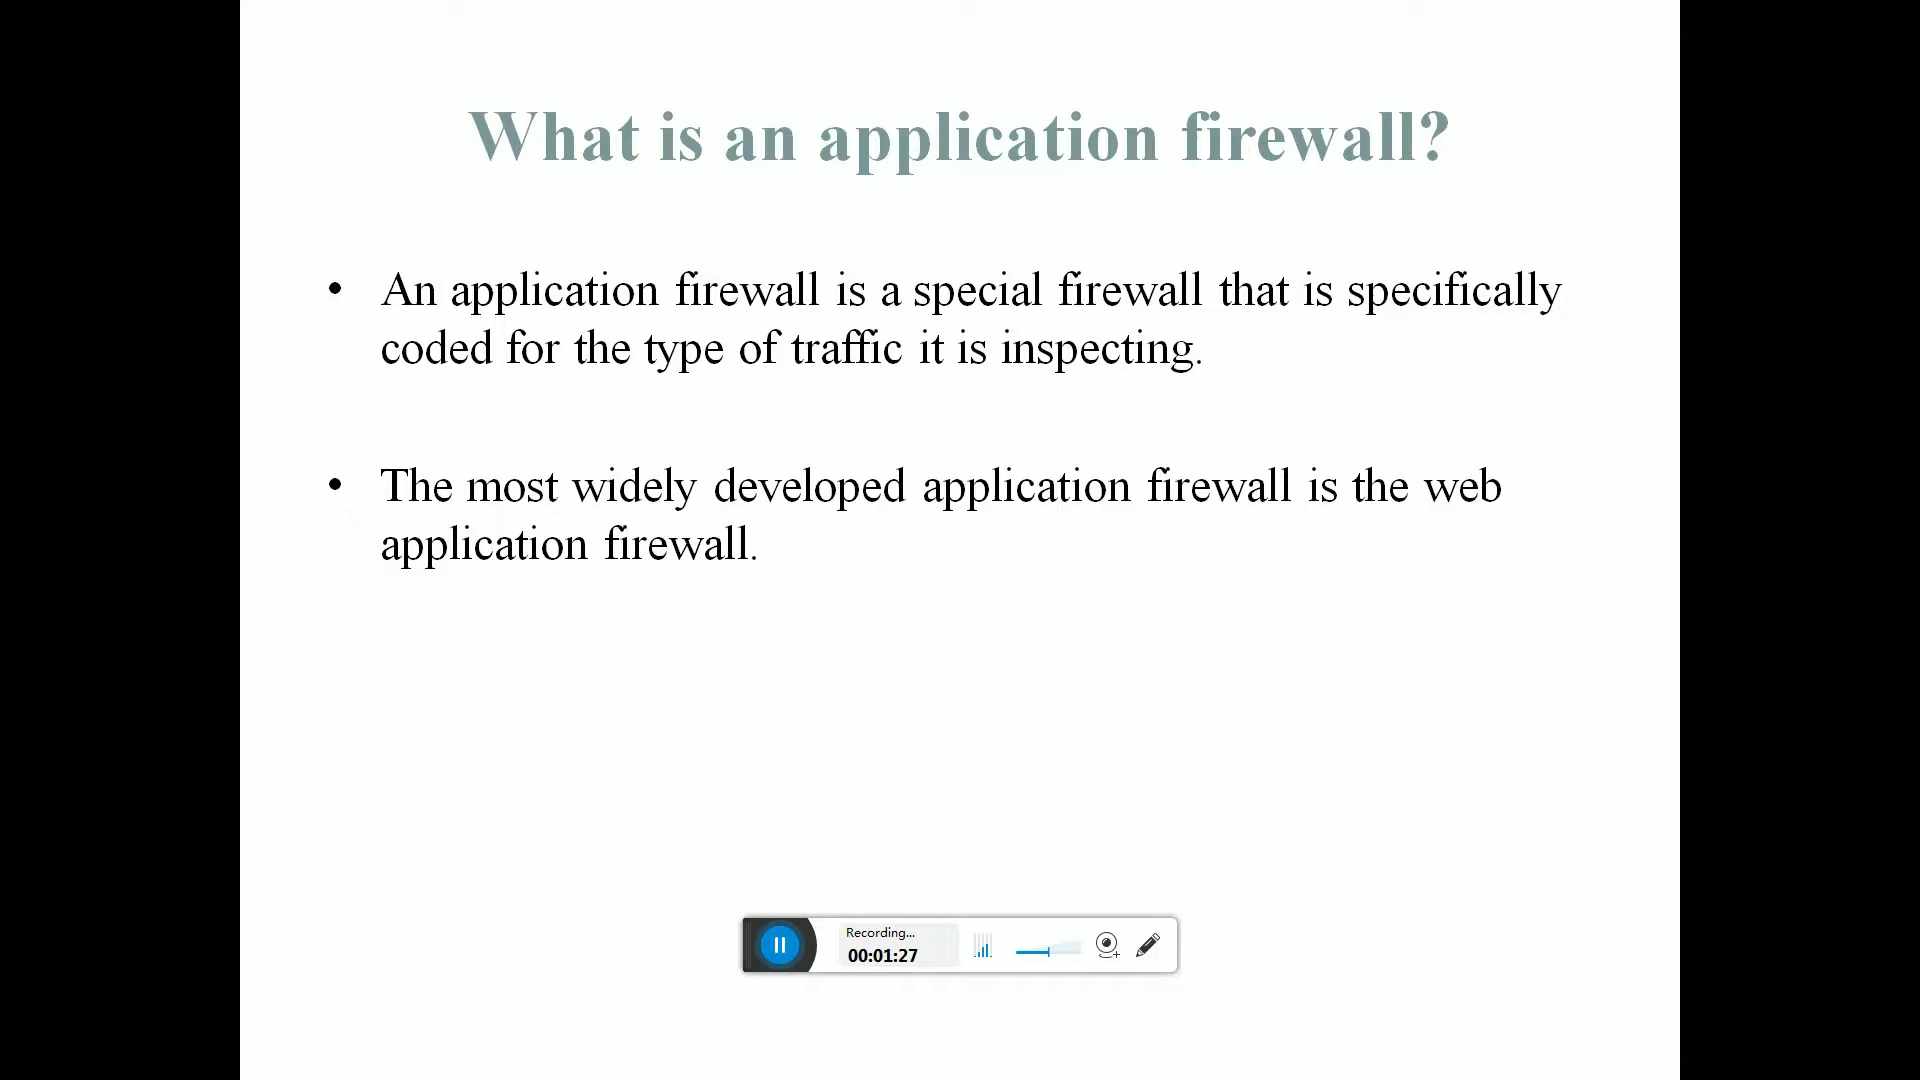 What is an application firewall?
• An application firewall is a special firewall that is specifically
coded for the type of traffic it is inspecting.
• The most widely developed application firewall is the web
application firewall.
Recording...
00:01:27